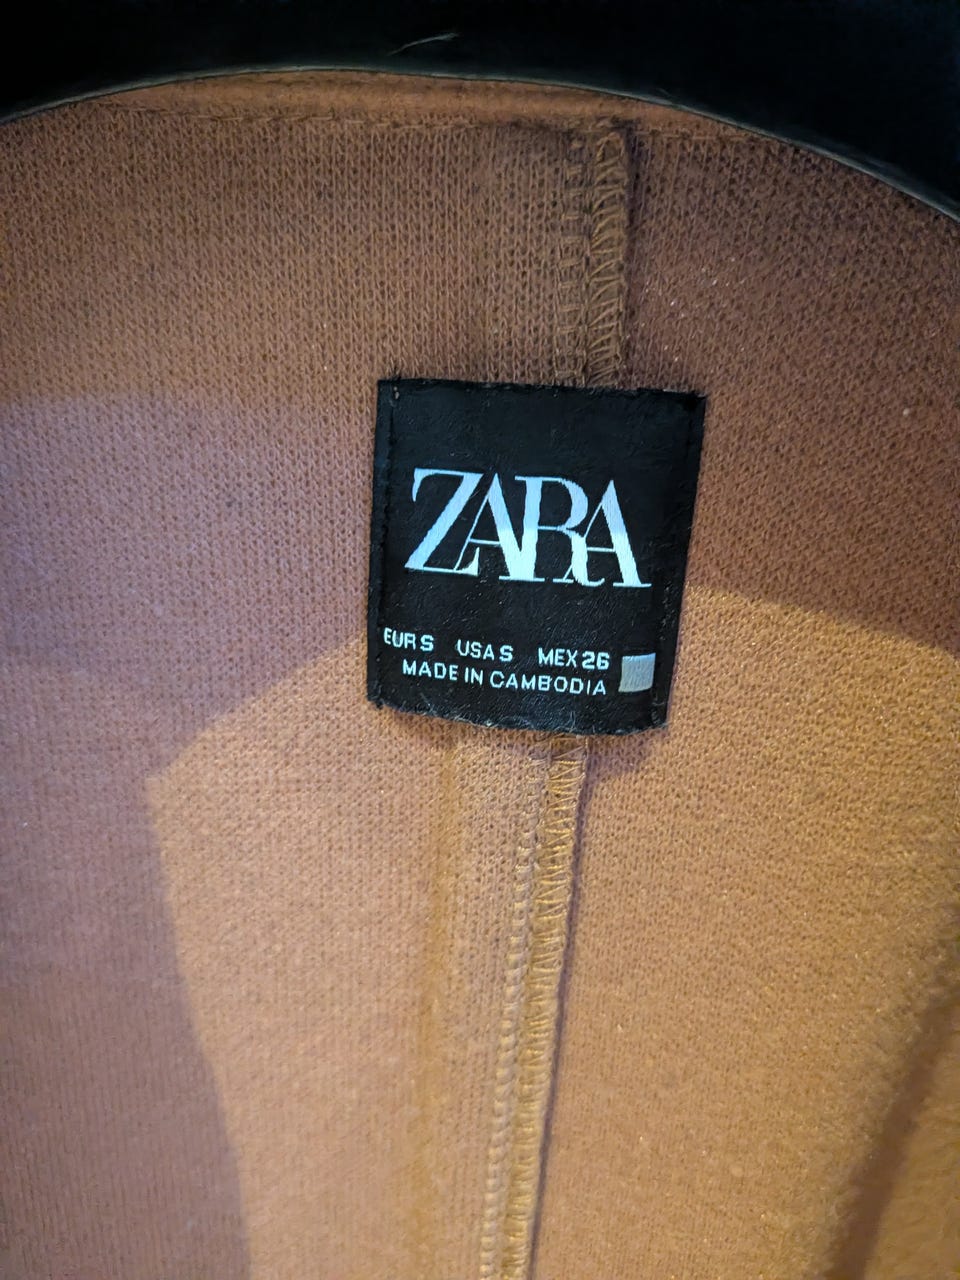 ZARA
EUR S USA S MEX 26
MADE IN CAMBODIA